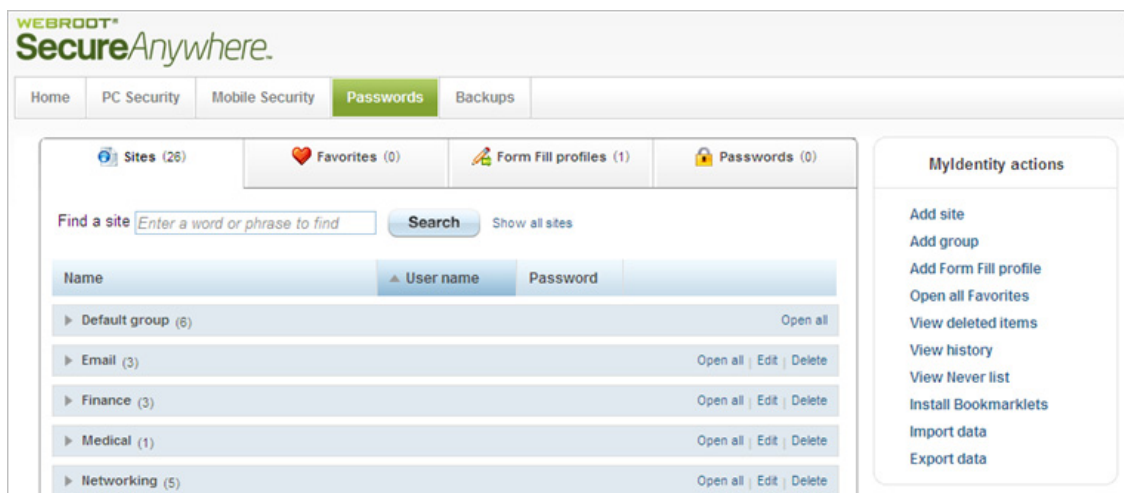 WEBROOT®
SecureAnywhere™
Home PC Security Mobile Security Passwords Backups
Sites (26) Favorites (0) Form Fill profiles (1) Passwords (0)
Find a site Enter a word or phrase to find Search Show all sites
Name User name Password
Default group (6) Open all
Email (3) Open all | Edit | Delete
Finance (3) Open all | Edit | Delete
Medical (1) Open all | Edit | Delete
Networking (5) Open all | Edit | Delete
MyIdentity actions
Add site
Add group
Add Form Fill profile
Open all Favorites
View deleted items
View history
View Never list
Install Bookmarklets
Import data
Export data